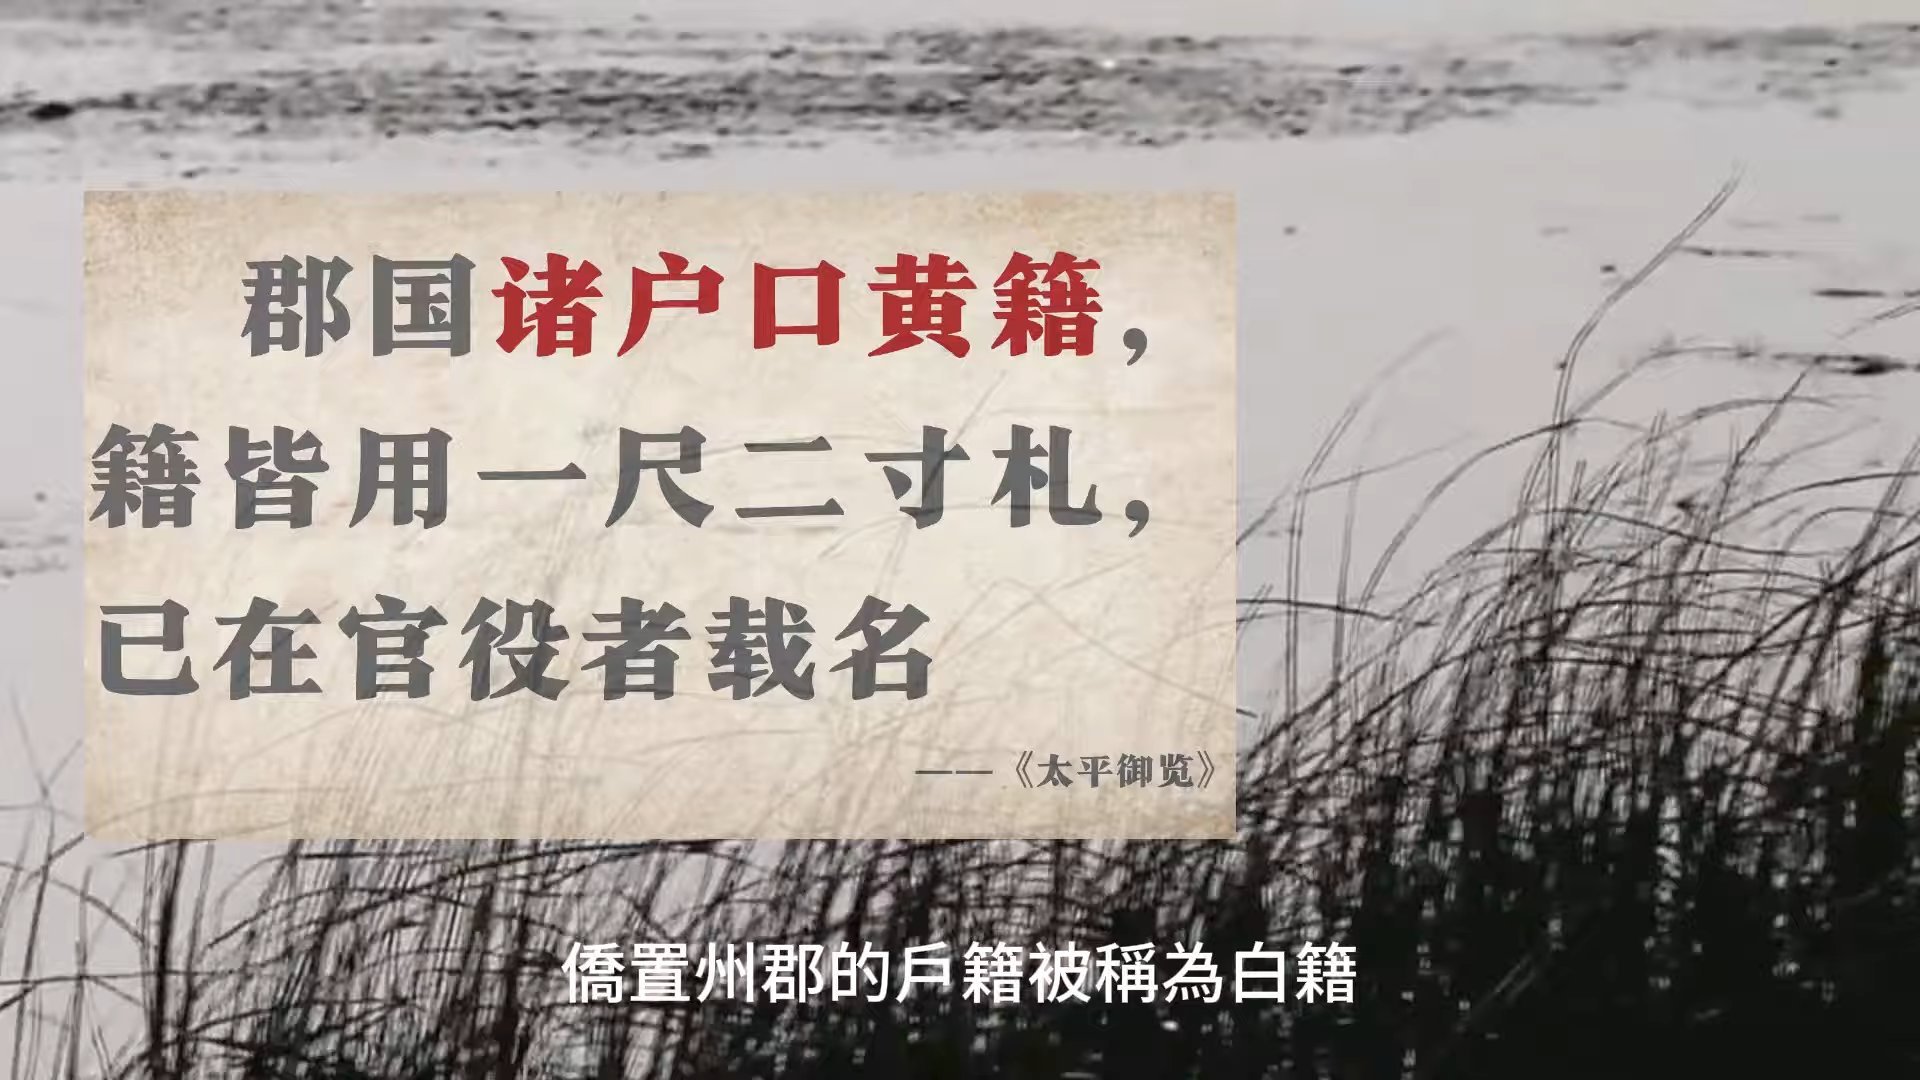 郡国诸户口黄籍，
籍皆用一尺二寸札，
已在官役者载名
——《太平御览》
僑置州郡的戶籍被稱為白籍